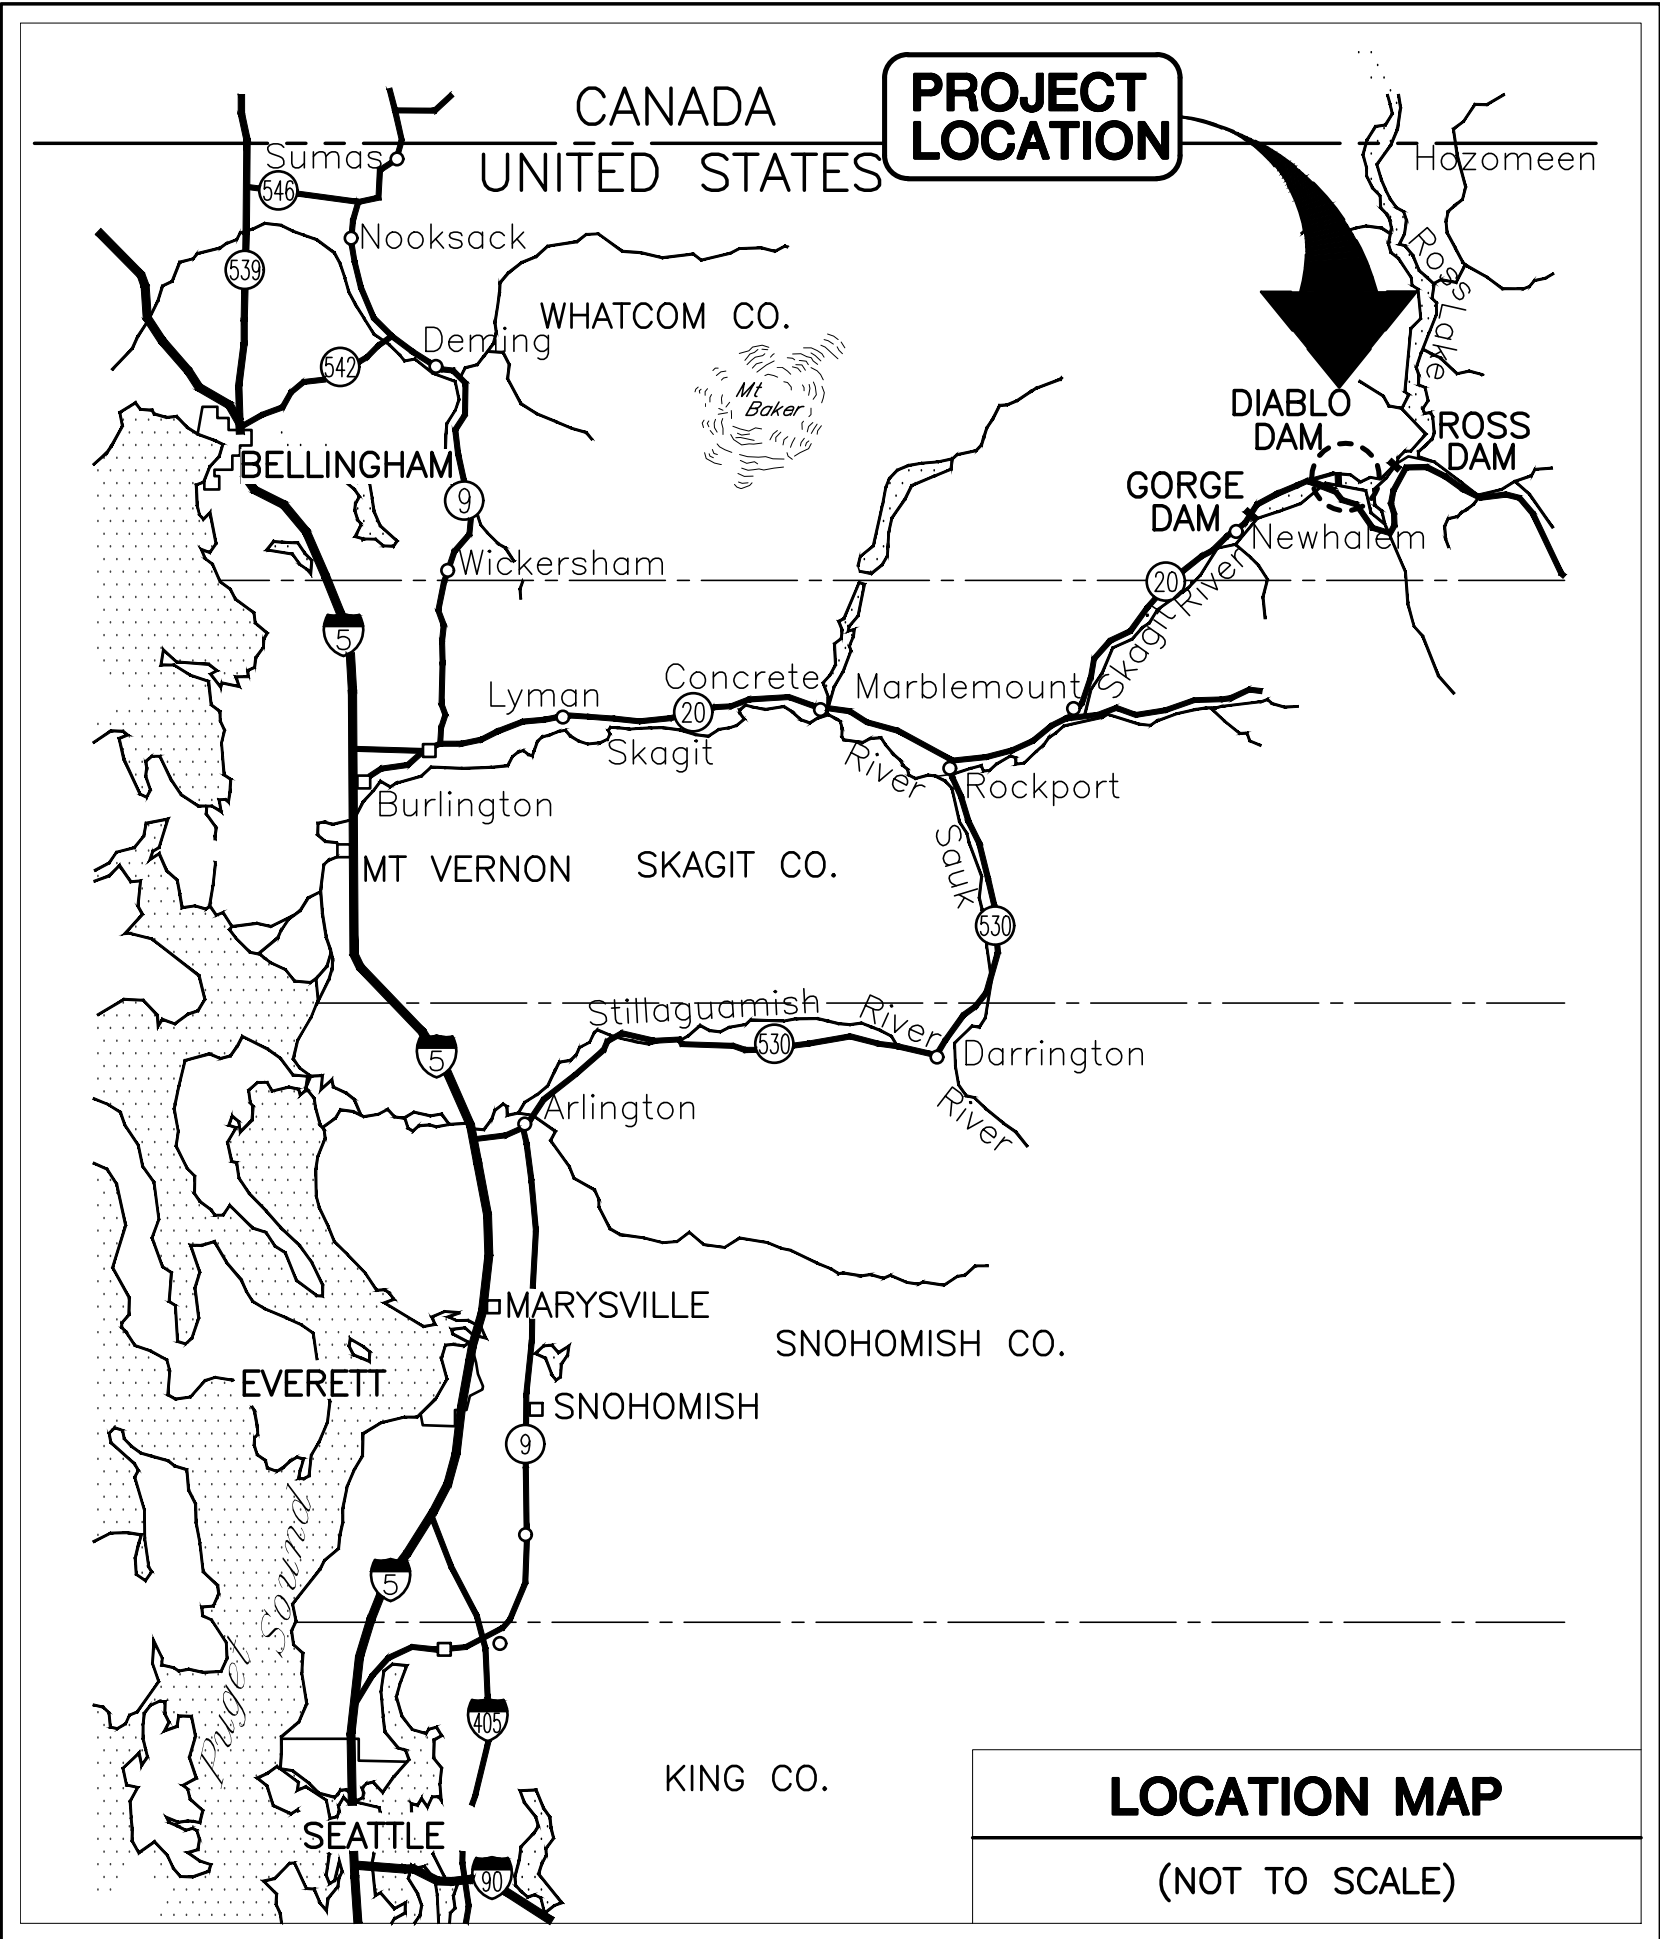 PROJECT
LOCATION
CANADA
UNITED STATES
Sumas
Hozomeen
546
Nooksack
539
Ross Lake
WHATCOM CO.
Deming
542
Mt
Baker
DIABLO
DAM
ROSS
DAM
BELLINGHAM
GORGE
DAM
9
Newhalem
Wickersham
20
Skagit River
5
Concrete
Marblemount
Lyman
20
Skagit
River
Rockport
Burlington
Sauk
MT VERNON
SKAGIT CO.
530
Stillaguamish River
530
Darrington
5
River
Arlington
MARYSVILLE
SNOHOMISH CO.
EVERETT
SNOHOMISH
9
Puget Sound
5
405
KING CO.
SEATTLE
90
LOCATION MAP
(NOT TO SCALE)